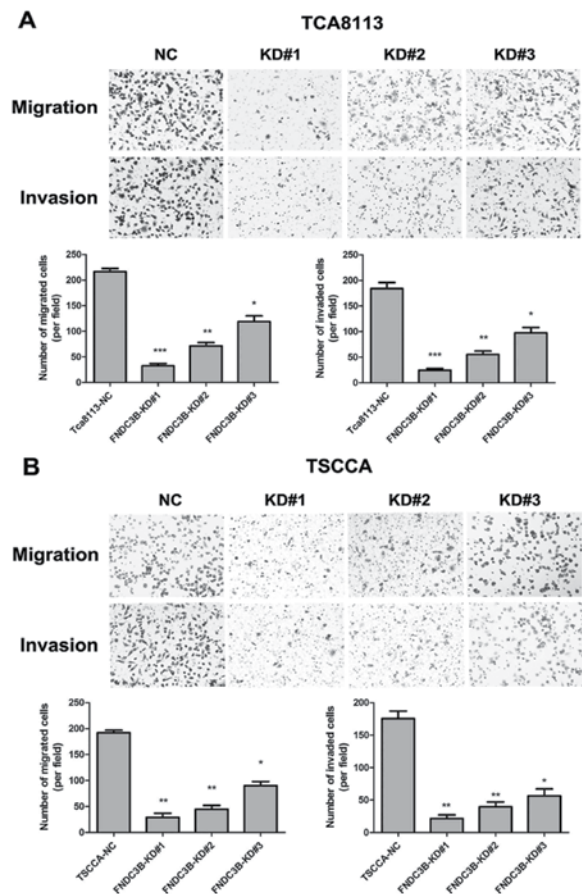 A
TCA8113
NC KD#1 KD#2 KD#3
Migration
Invasion
Number of migrated cells
(per field)
250
200
150
100
50
0
***
**
*
Tca8113-NC
FNDC3B-KD#1
FNDC3B-KD#2
FNDC3B-KD#3
Number of invaded cells
(per field)
250
200
150
100
50
0
***
**
*
Tca8113-NC
FNDC3B-KD#1
FNDC3B-KD#2
FNDC3B-KD#3
B
TSCCA
NC KD#1 KD#2 KD#3
Migration
Invasion
Number of migrated cells
(per field)
250
200
150
100
50
0
**
**
*
TSCCA-NC
FNDC3B-KD#1
FNDC3B-KD#2
FNDC3B-KD#3
Number of invaded cells
(per field)
200
150
100
50
0
**
**
*
TSCCA-NC
FNDC3B-KD#1
FNDC3B-KD#2
FNDC3B-KD#3